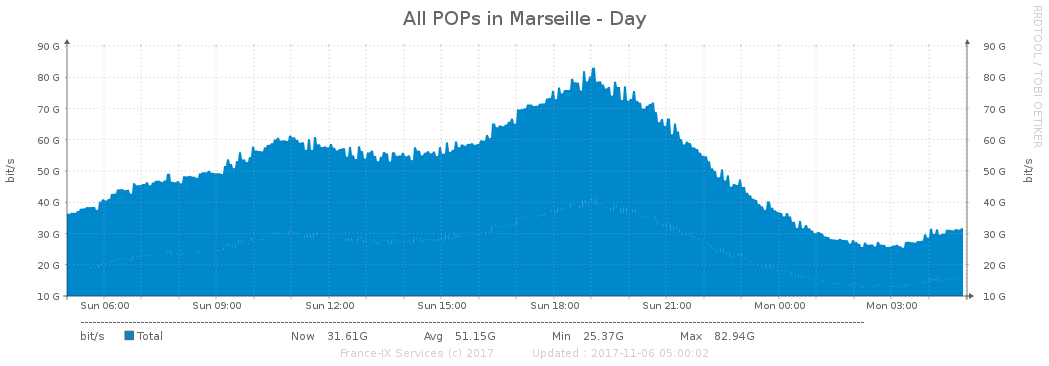 All POPs in Marseille - Day
RRDTOOL / TOBI OETIKER
90 G 90 G
80 G 80 G
70 G 70 G
60 G 60 G
50 G 50 G
40 G 40 G
30 G 30 G
20 G 20 G
10 G 10 G
bit/s
bit/s
Sun 06:00 Sun 09:00 Sun 12:00 Sun 15:00 Sun 18:00 Sun 21:00 Mon 00:00 Mon 03:00
bit/s Total Now 31.61G Avg 51.15G Min 25.37G Max 82.94G
France-IX Services (c) 2017 Updated : 2017-11-06 05:00:02